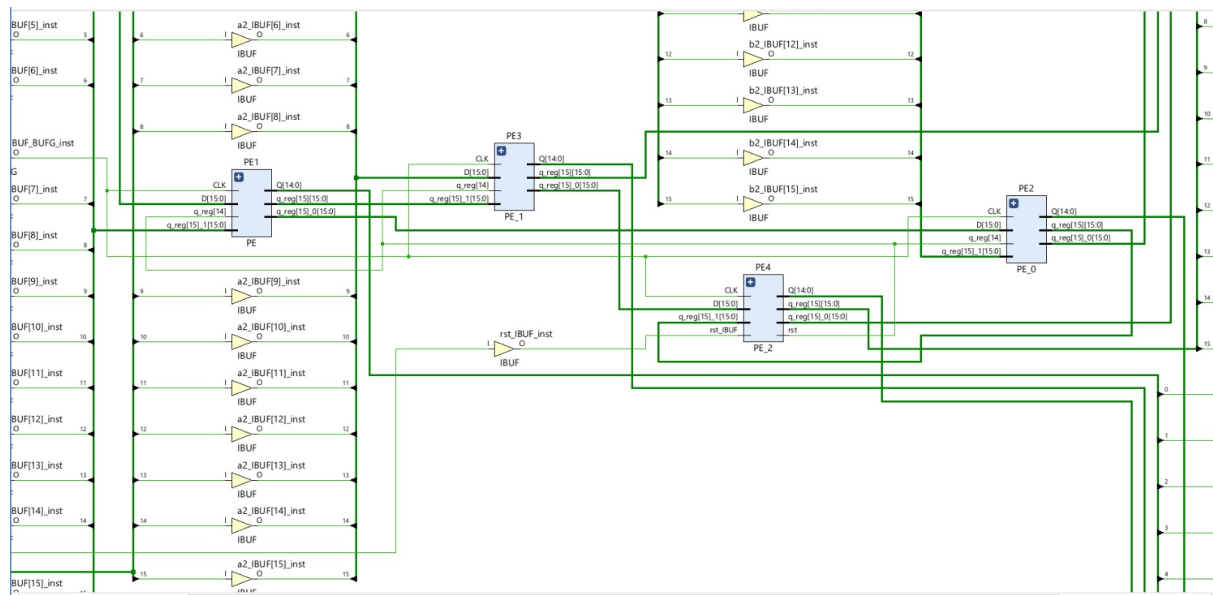 BUF[5]_inst
O
5
BUF[6]_inst
O
6
BUF_BUFG_inst
O
G
BUF[7]_inst
O
7
BUF[8]_inst
O
8
BUF[9]_inst
O
9
BUF[10]_inst
O
10
BUF[11]_inst
O
11
BUF[12]_inst
O
12
BUF[13]_inst
O
13
BUF[14]_inst
O
14
BUF[15]_inst
15
a2_IBUF[6]_inst
6 I O 6
IBUF
a2_IBUF[7]_inst
7 I O 7
IBUF
a2_IBUF[8]_inst
8 I O 8
IBUF
PE1
CLK Q[14:0]
D[15:0] q_reg[15][15:0]
q_reg[14] q_reg[15]_0[15:0]
q_reg[15]_1[15:0]
PE
a2_IBUF[9]_inst
9 I O 9
IBUF
a2_IBUF[10]_inst
10 I O 10
IBUF
a2_IBUF[11]_inst
11 I O 11
IBUF
a2_IBUF[12]_inst
12 I O 12
IBUF
a2_IBUF[13]_inst
13 I O 13
IBUF
a2_IBUF[14]_inst
14 I O 14
IBUF
a2_IBUF[15]_inst
15 I O 15
PE3
CLK Q[14:0]
D[15:0] q_reg[15][15:0]
q_reg[14] q_reg[15]_0[15:0]
q_reg[15]_1[15:0]
PE_1
rst_IBUF_inst
I O
IBUF
IBUF
b2_IBUF[12]_inst
12 I O 12
IBUF
b2_IBUF[13]_inst
13 I O 13
IBUF
b2_IBUF[14]_inst
14 I O 14
IBUF
b2_IBUF[15]_inst
15 I O 15
IBUF
PE4
CLK Q[14:0]
D[15:0] q_reg[15][15:0]
q_reg[15]_1[15:0] q_reg[15]_0[15:0]
rst_IBUF rst
PE_2
PE2
CLK Q[14:0]
D[15:0] q_reg[15][15:0]
q_reg[14] q_reg[15]_0[15:0]
q_reg[15]_1[15:0]
PE_0
8
9
10
11
12
13
14
15
0
1
2
3
4